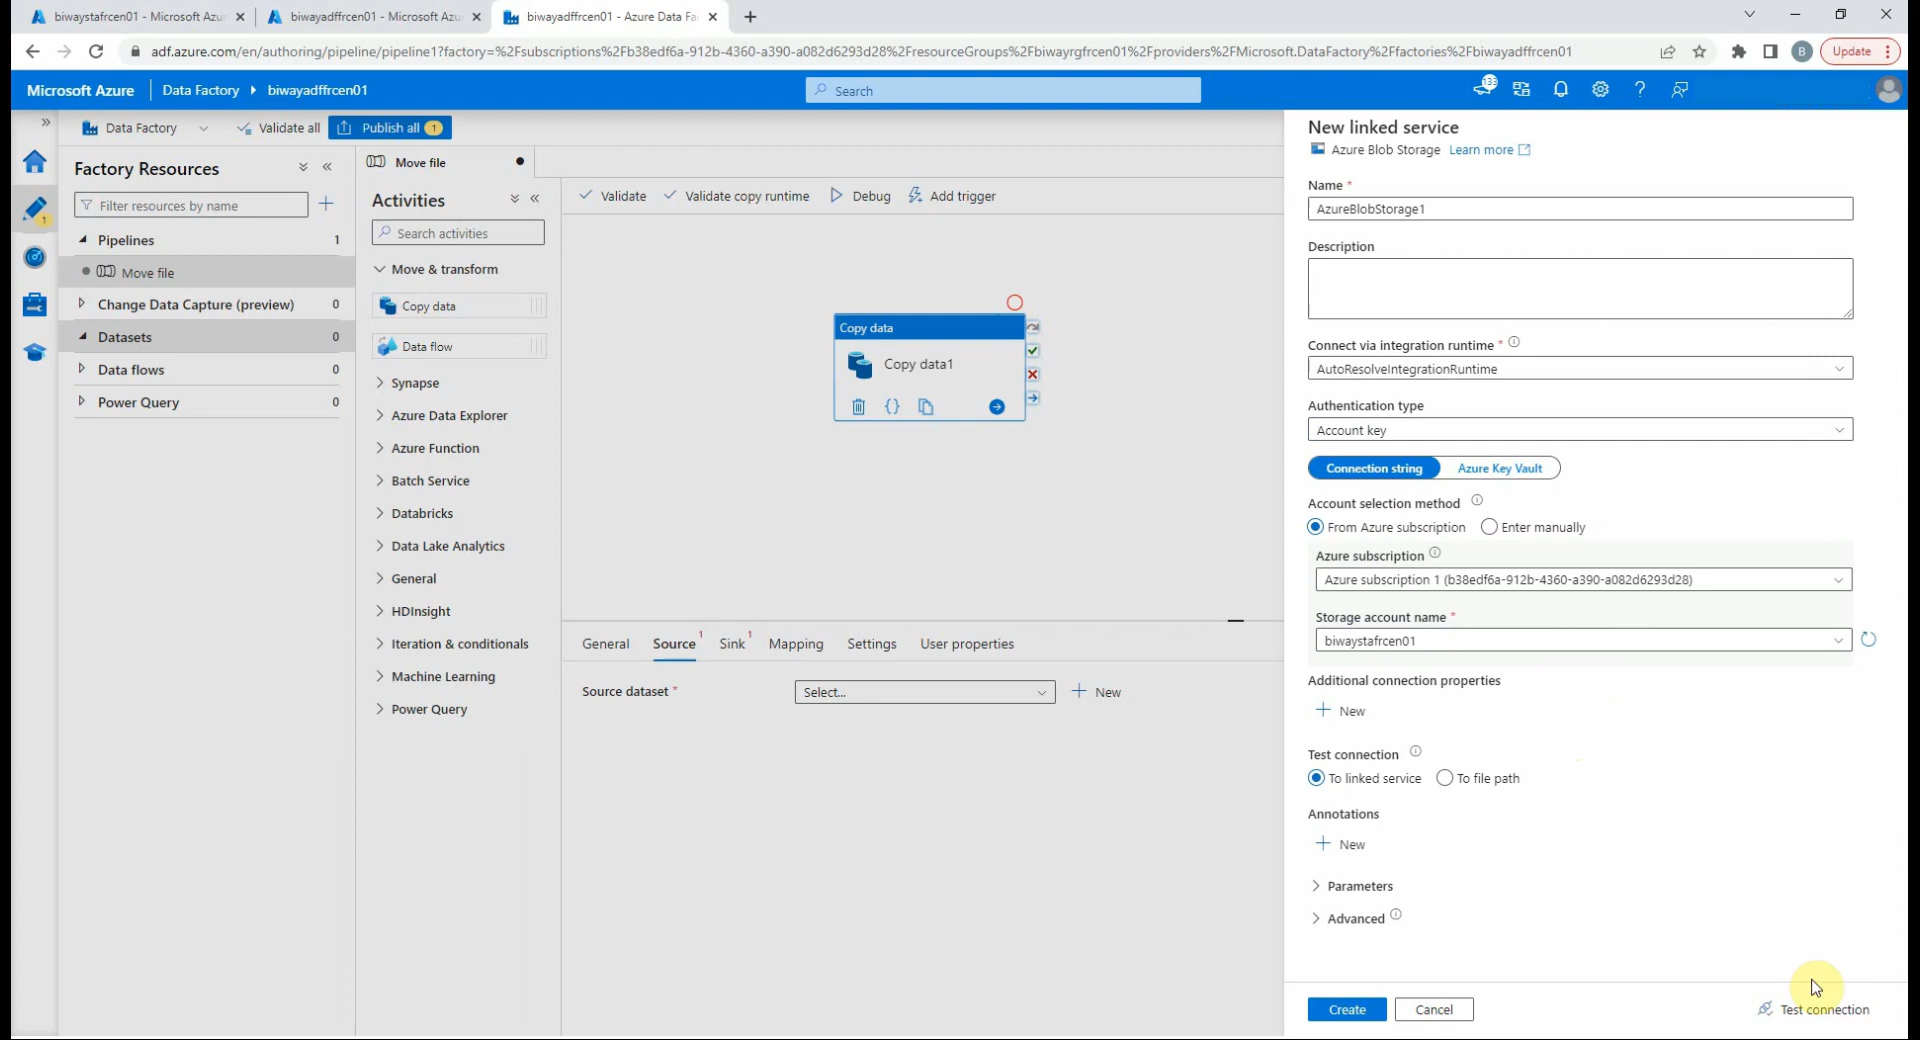 biwaystafrcen01 - Microsoft Azu
biwayadffrcen01 - Microsoft Azu
biwayadffrcen01 - Azure Data Fa
adf.azure.com/en/authoring/pipeline/pipeline1?factory=%2Fsubscriptions%2Fb38edf6a-912b-4360-a390-a082d6293d28%2FresourceGroups%2Fbiwayrgfrcen01%2Fproviders%2FMicrosoft.DataFactory%2Ffactories%2Fbiwayadffrcen01
B
Update
Microsoft Azure
Data Factory
biwayadffrcen01
Search
133
Data Factory
Validate all
Publish all 1
Factory Resources
Filter resources by name
1
Pipelines 1
Move file
Change Data Capture (preview) 0
Datasets 0
Data flows 0
Power Query 0
Move file
Activities
Search activities
Move & transform
Copy data
Data flow
Synapse
Azure Data Explorer
Azure Function
Batch Service
Databricks
Data Lake Analytics
General
HDInsight
Iteration & conditionals
Machine Learning
Power Query
Validate
Validate copy runtime
Debug
Add trigger
Copy data
Copy data1
{}
General
Source 1
Sink 1
Mapping
Settings
User properties
Source dataset *
Select...
New
New linked service
Azure Blob Storage Learn more
Name *
AzureBlobStorage1
Description
Connect via integration runtime *
AutoResolveIntegrationRuntime
Authentication type
Account key
Connection string
Azure Key Vault
Account selection method
From Azure subscription
Enter manually
Azure subscription
Azure subscription 1 (b38edf6a-912b-4360-a390-a082d6293d28)
Storage account name *
biwaystafrcen01
Additional connection properties
New
Test connection
To linked service
To file path
Annotations
New
Parameters
Advanced
Create
Cancel
Test connection